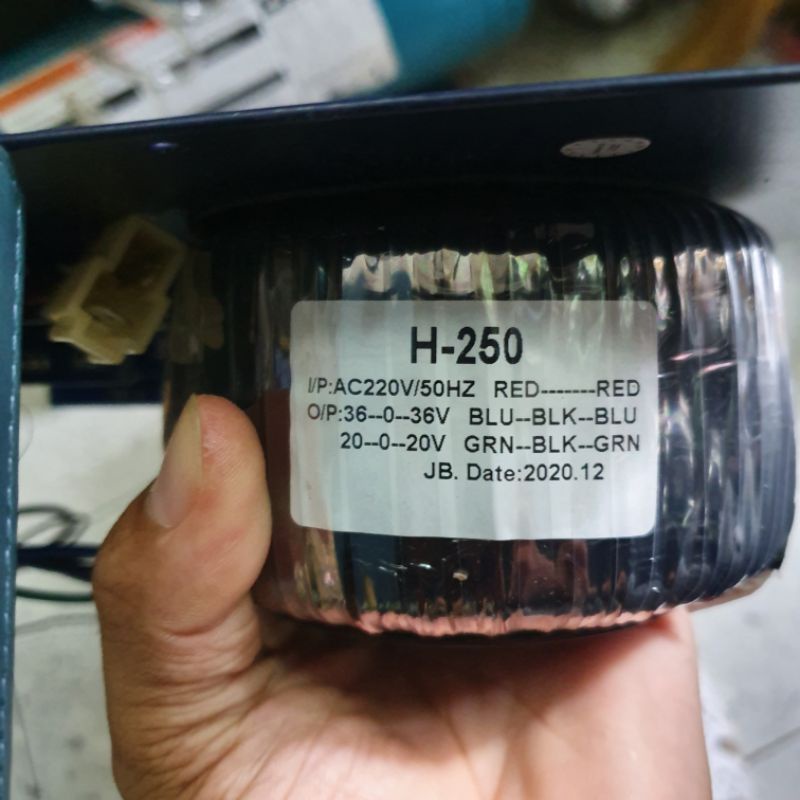 H-250
I/P:AC220V/50HZ RED-------RED
O/P:36--0--36V BLU--BLK--BLU
20--0--20V GRN--BLK--GRN
JB. Date:2020.12